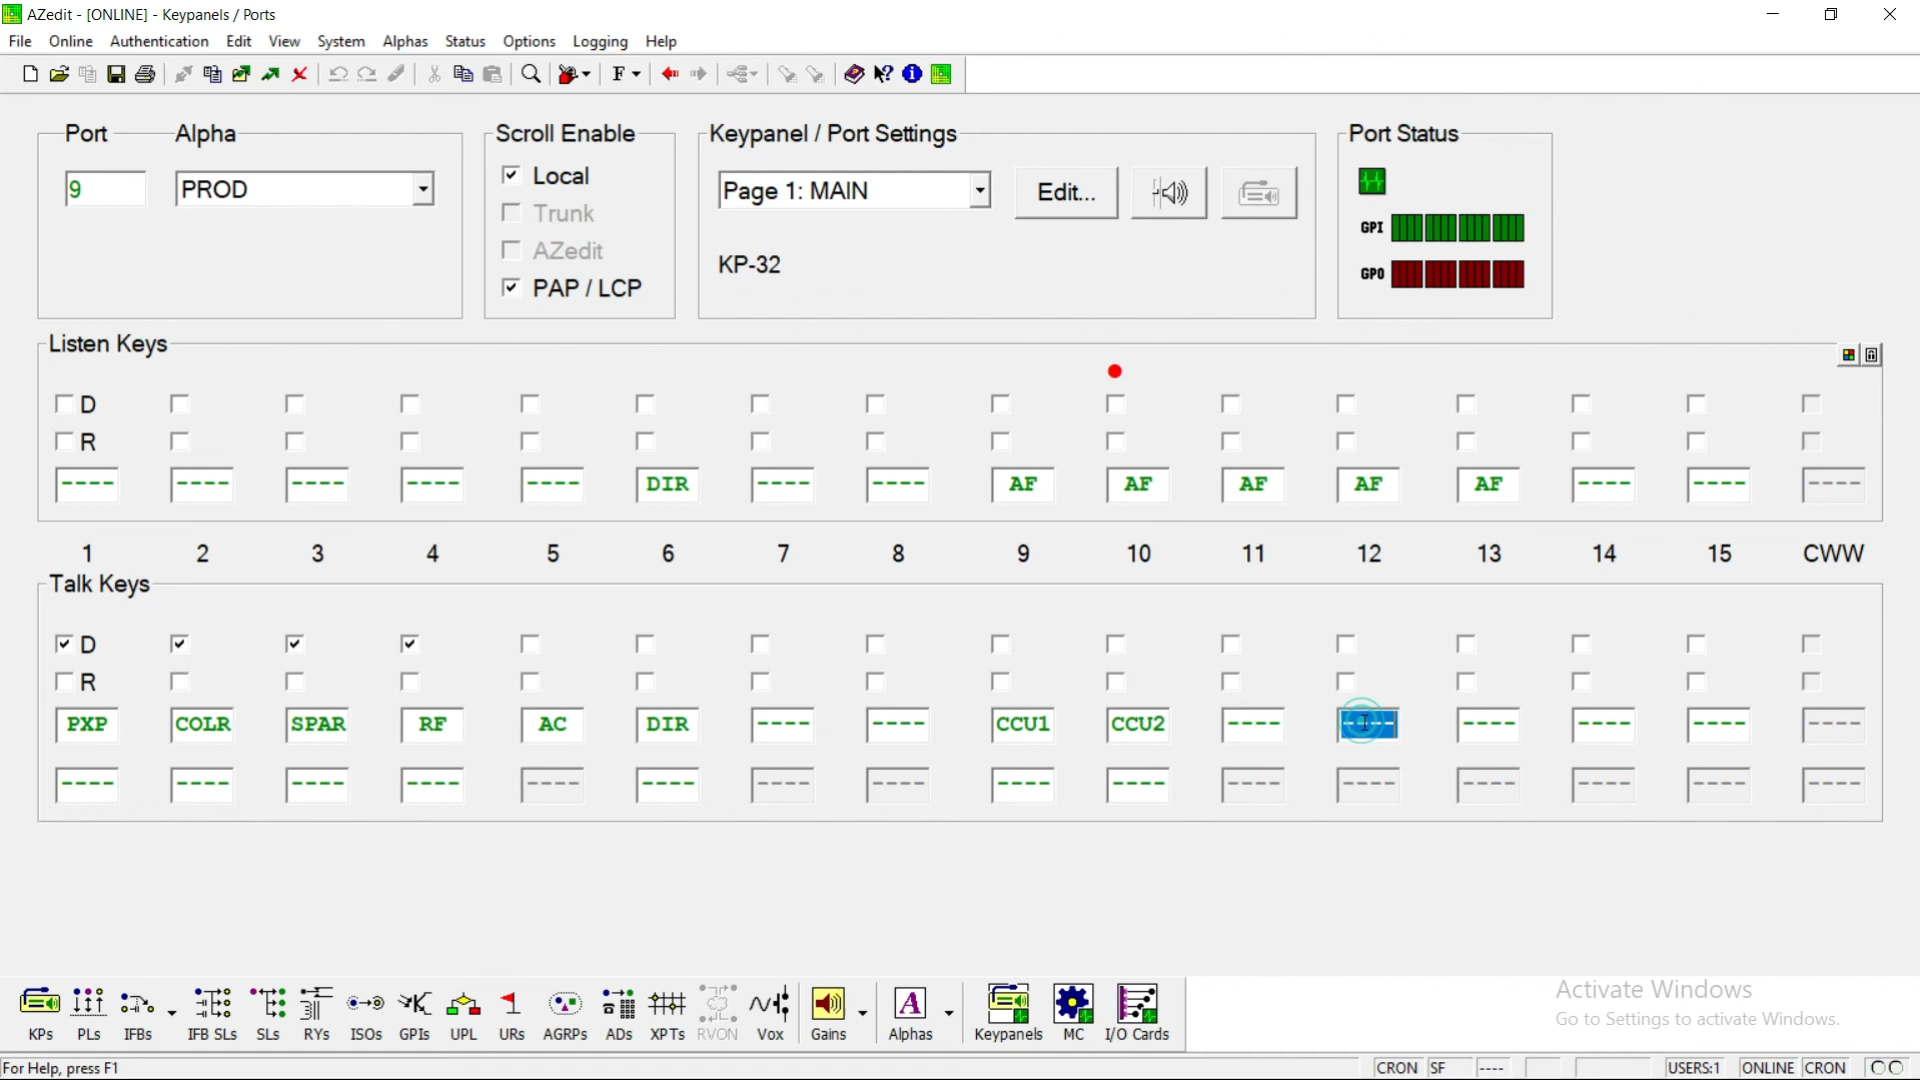 AZedit - [ONLINE] - Keypanels / Ports
File Online Authentication Edit View System Alphas Status Options Logging Help
Port Alpha Scroll Enable Keypanel / Port Settings Port Status
9 PROD Local Page 1: MAIN Edit...
Trunk
GPI
AZedit
KP-32
GPO
PAP / LCP
Listen Keys
D
R
---- ---- ---- ---- ---- DIR ---- ---- AF AF AF AF AF ---- ---- ----
1 2 3 4 5 6 7 8 9 10 11 12 13 14 15 CWW
Talk Keys
D
R
PXP COLR SPAR RF AC DIR ---- ---- CCU1 CCU2 ---- ---- ---- ---- ---- ----
---- ---- ---- ---- ---- ---- ---- ---- ---- ---- ---- ---- ---- ---- ---- ----
Activate Windows
Go to Settings to activate Windows.
KPs PLs IFBs IFB SLs SLs RYs ISOs GPIs UPL URs AGRPs ADs XPTs RVON Vox Gains Alphas Keypanels MC I/O Cards
For Help, press F1 CRON SF ---- USERS:1 ONLINE CRON